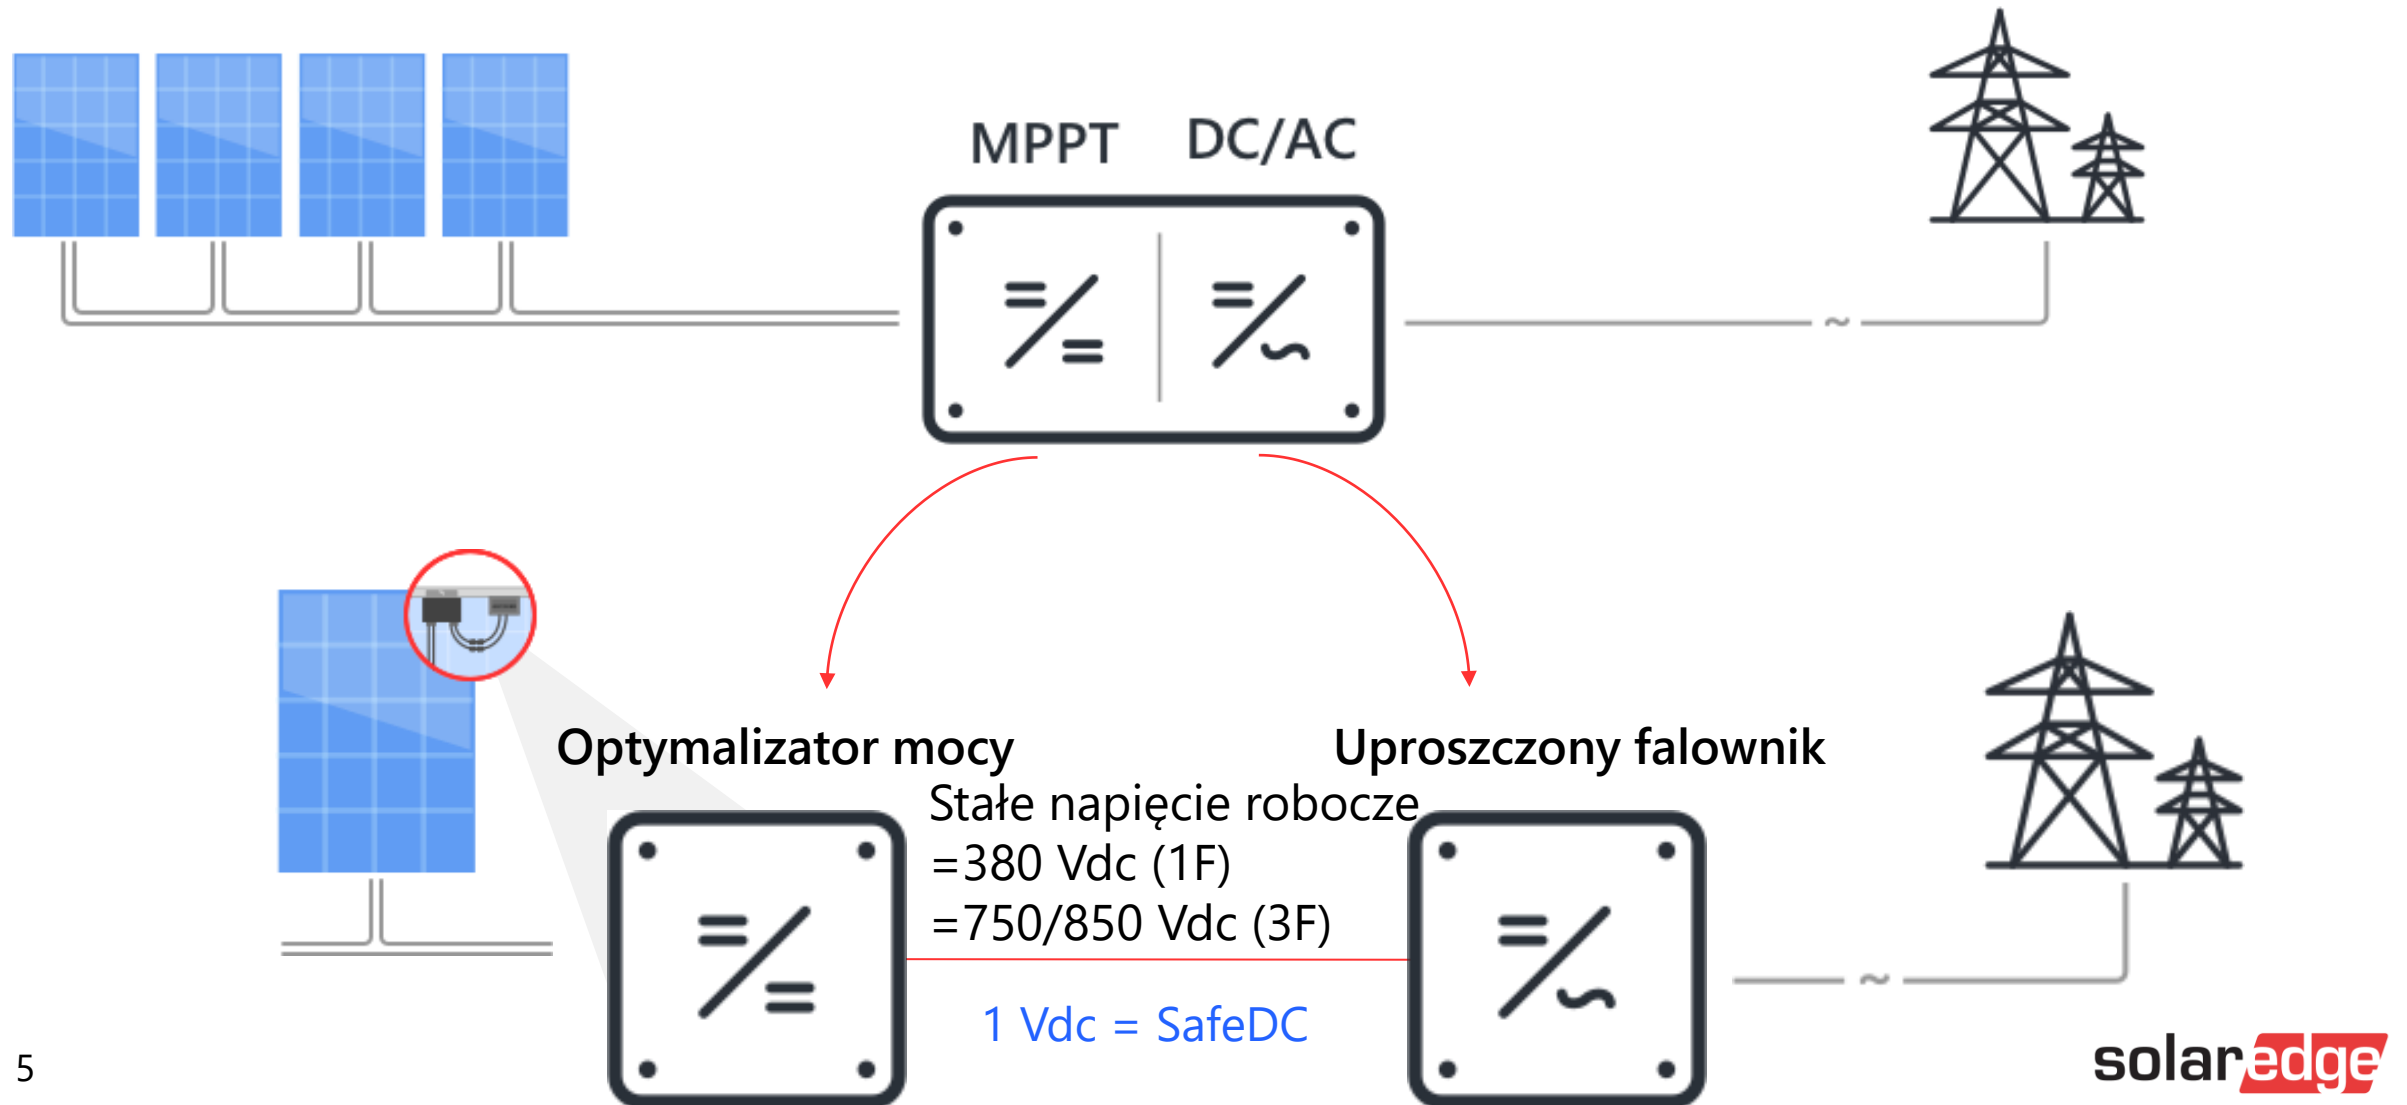 MPPT DC/AC
~
Optymalizator mocy
Uproszczony falownik
Stałe napięcie robocze
=380 Vdc (1F)
=750/850 Vdc (3F)
~
1 Vdc = SafeDC
5
solaredge